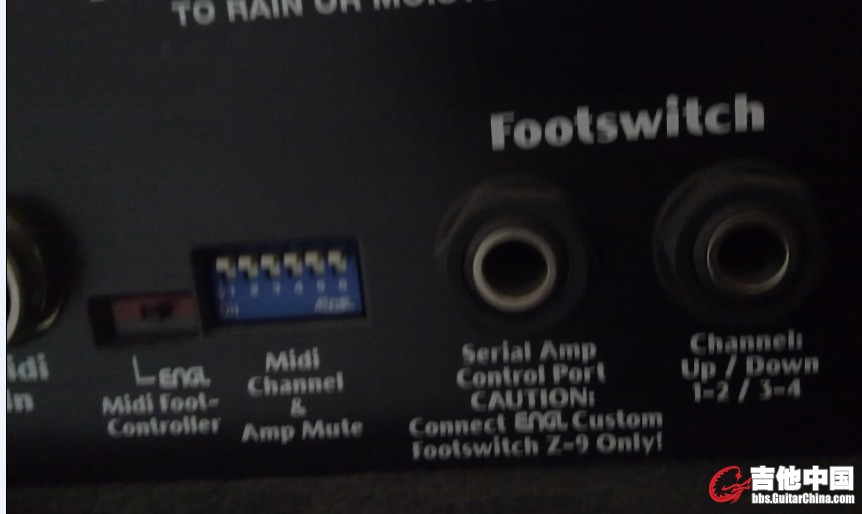 TO RAIN OR MOIST
Footswitch
1 2 3 4 5 6
ON
Midi
In
ENGL
Midi Foot-
Controller
Midi
Channel
&
Amp Mute
Serial Amp
Control Port
CAUTION:
Connect ENGL Custom
Footswitch Z-9 Only!
Channel:
Up / Down
1-2 / 3-4
吉他中国
bbs.GuitarChina.com